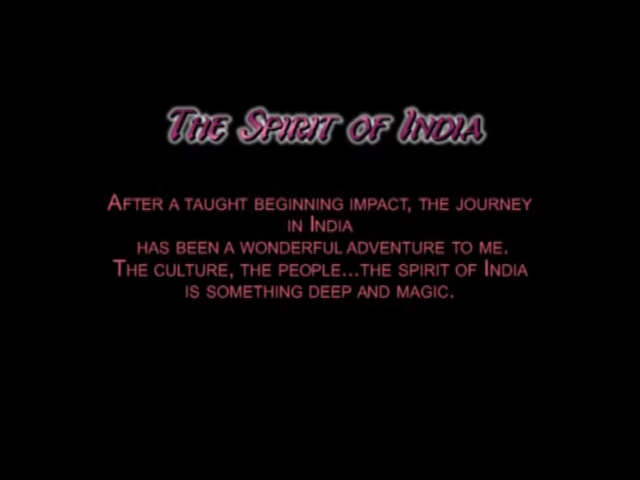 The Spirit of India
After a taught beginning impact, the journey
in India
has been a wonderful adventure to me.
The culture, the people...the spirit of India
is something deep and magic.